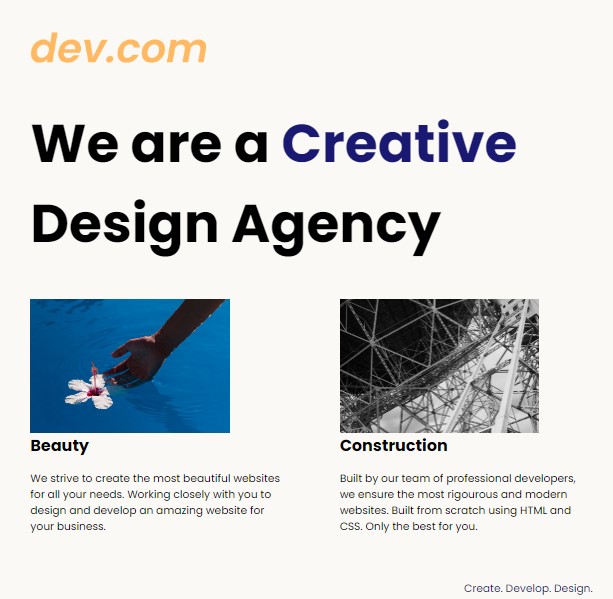 dev.com
We are a Creative
Design Agency
Beauty
We strive to create the most beautiful websites
for all your needs. Working closely with you to
design and develop an amazing website for
your business.
Construction
Built by our team of professional developers,
we ensure the most rigourous and modern
websites. Built from scratch using HTML and
CSS. Only the best for you.
Create. Develop. Design.